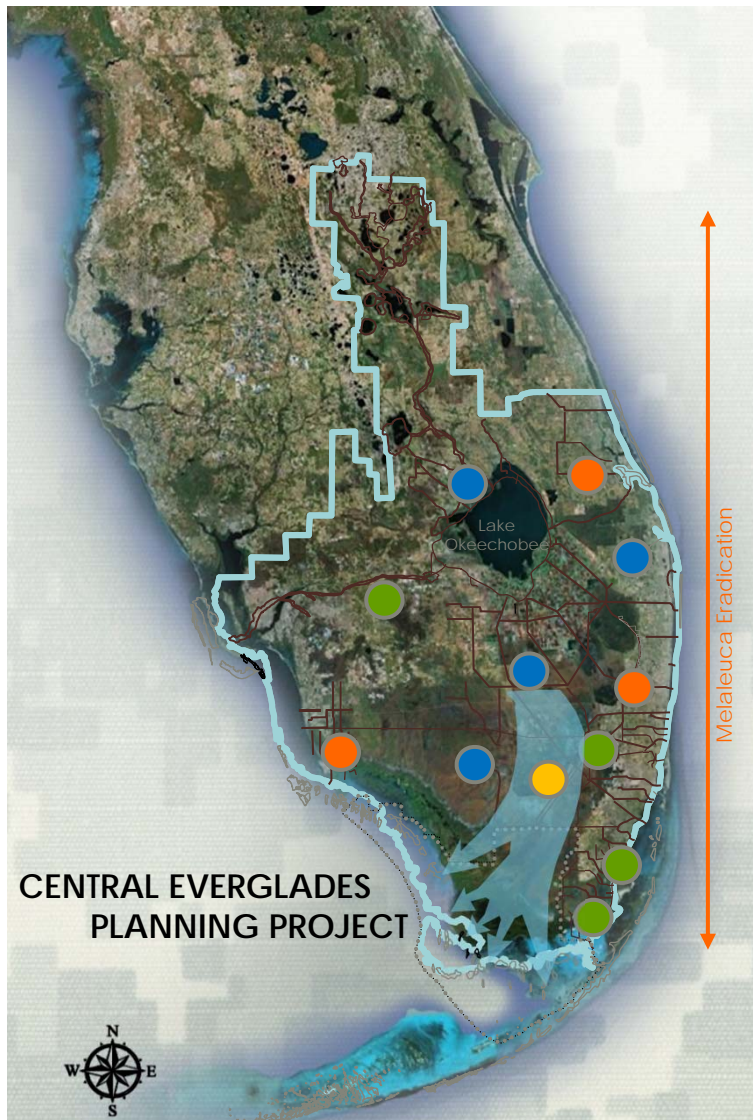 Lake
Okeechobee
Melaleuca Eradication
CENTRAL EVERGLADES
PLANNING PROJECT
N
W E
S